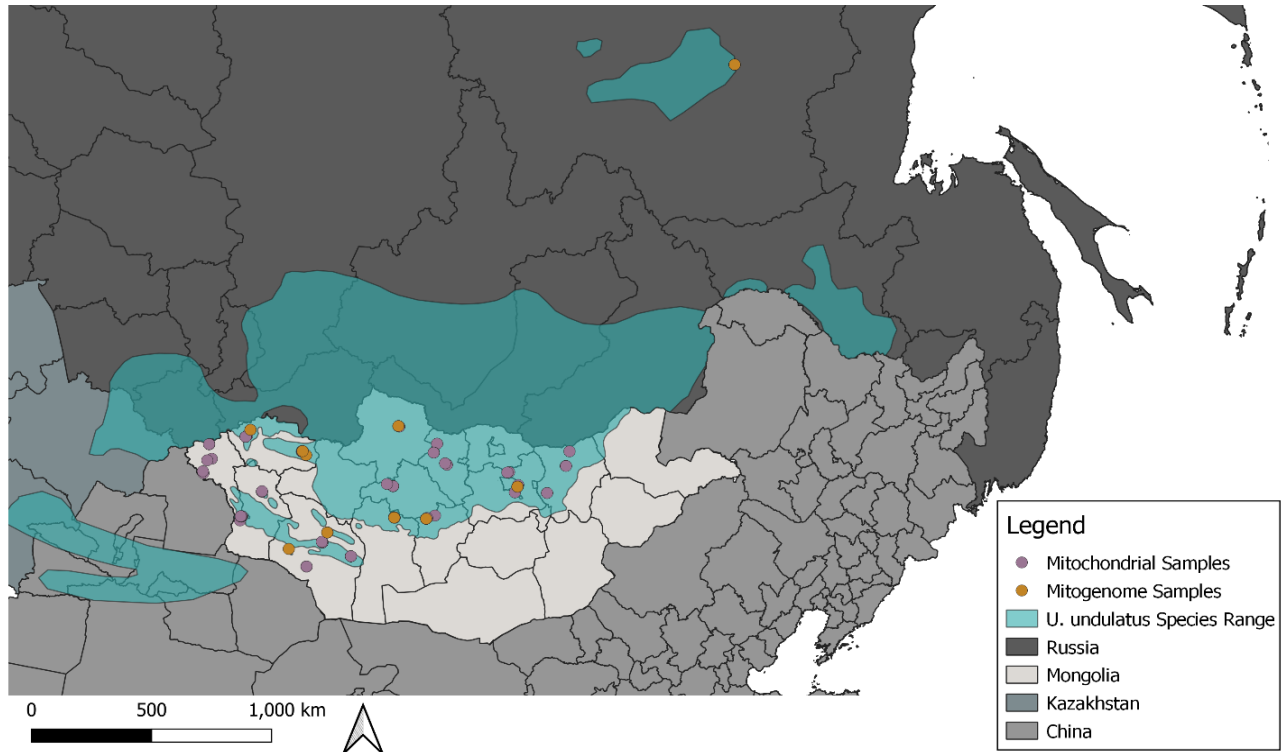 Legend
Mitochondrial Samples
Mitogenome Samples
U. undulatus Species Range
Russia
Mongolia
Kazakhstan
China
0 500 1,000 km